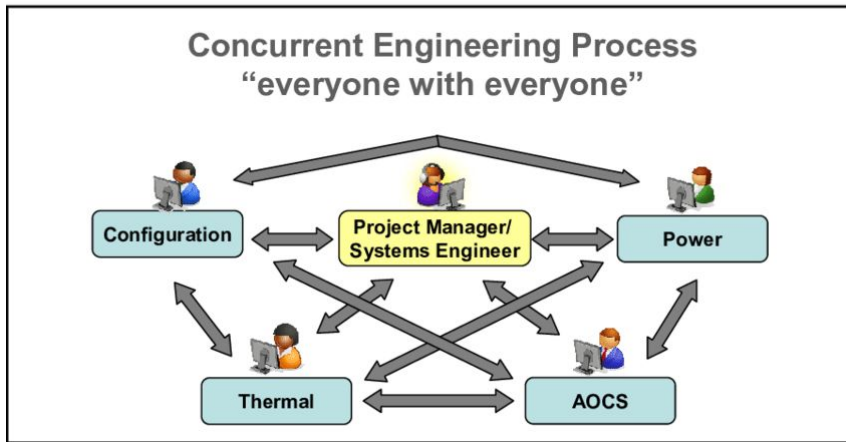 Concurrent Engineering Process
“everyone with everyone”
Configuration
Project Manager/
Systems Engineer
Power
Thermal
AOCS